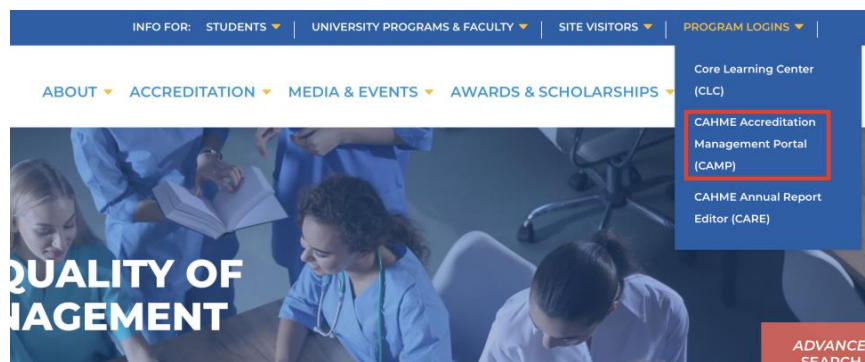 INFO FOR: STUDENTS UNIVERSITY PROGRAMS & FACULTY SITE VISITORS PROGRAM LOGINS
ABOUT ACCREDITATION MEDIA & EVENTS AWARDS & SCHOLARSHIPS
Core Learning Center
(CLC)
CAHME Accreditation
Management Portal
(CAMP)
CAHME Annual Report
Editor (CARE)
QUALITY OF
NAGEMENT
ADVANCE
SEARCH